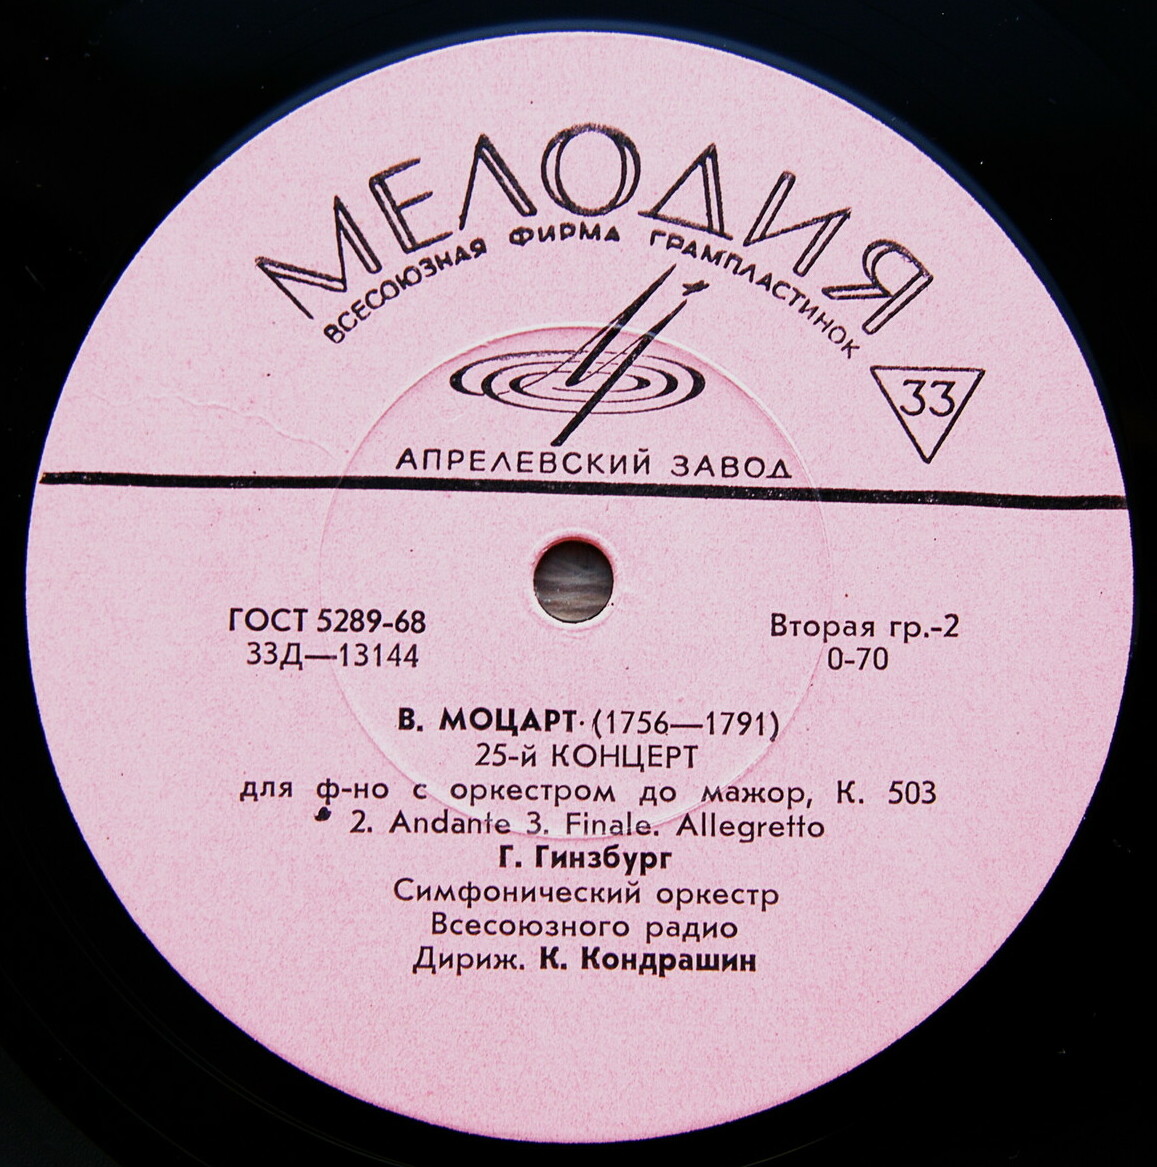 МЕЛОДИЯ
ВСЕСОЮЗНАЯ ФИРМА ГРАМПЛАСТИНОК
33
АПРЕЛЕВСКИЙ ЗАВОД
ГОСТ 5289-68
Вторая гр.-2
33Д—13144
0-70
В. МОЦАРТ (1756—1791)
25-й КОНЦЕРТ
для ф-но с оркестром до мажор, К. 503
2. Andante 3. Finale. Allegretto
Г. Гинзбург
Симфонический оркестр
Всесоюзного радио
Дириж. К. Кондрашин